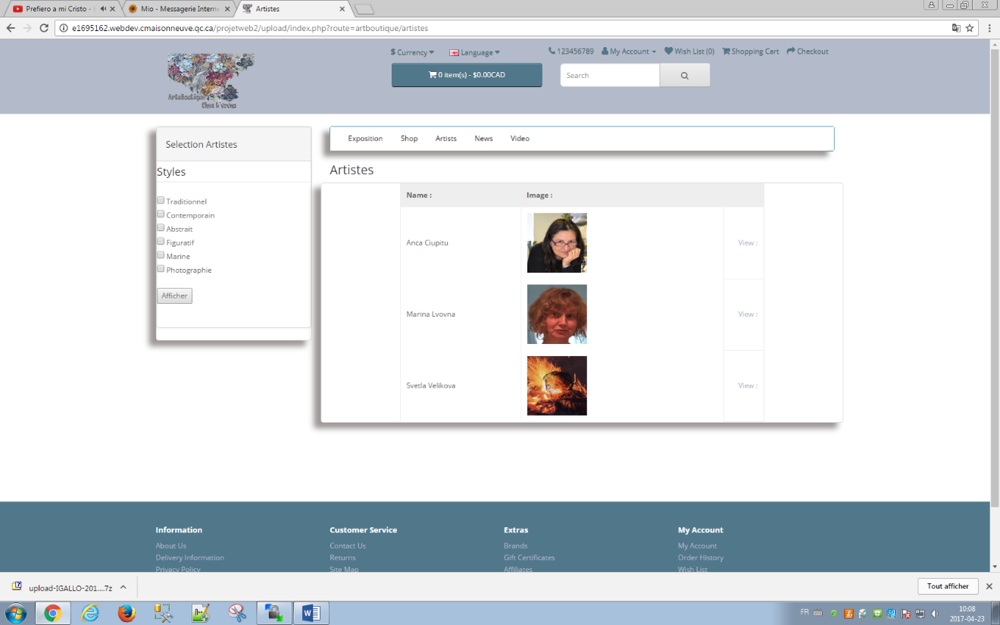 Prefiero a mi Cristo -
Mio - Messagerie Interne
Artistes
e1695162.webdev.cmaisonneuve.qc.ca/projetweb2/upload/index.php?route=artboutique/artistes
$ Currency
Language
123456789
My Account
Wish List (0)
Shopping Cart
Checkout
0 item(s) - $0.00CAD
Search
ArtsBoutique
Chez L'vovna
Selection Artistes
Styles
Traditionnel
Contemporain
Abstrait
Figuratif
Marine
Photographie
Afficher
Exposition Shop Artists News Video
Artistes
Name : Image :
Anca Ciupitu View :
Marina Lvovna View :
Svetla Velikova View :
Information Customer Service Extras My Account
About Us Contact Us Brands My Account
Delivery Information Returns Gift Certificates Order History
Privacy Policy Site Map Affiliates Wish List
upload-IGALLO-201....7z
Tout afficher
FR
10:08
2017-04-23